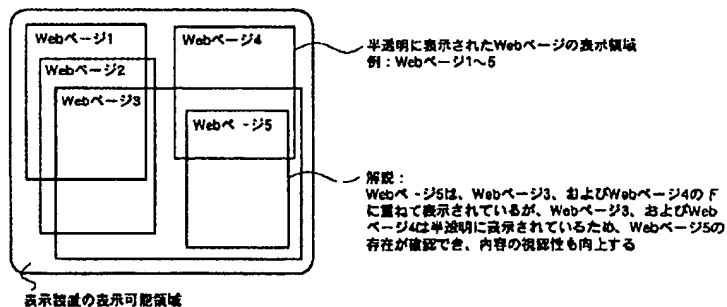 Webページ1
Webページ2
Webページ3
Webページ4
Webペ -ジ5
半透明に表示されたWebページの表示領域
例：Webページ1〜5
解説：
Webペ -ジ5は、Webページ3、およびWebページ4の下
に重ねて表示されているが、Webページ3、およびWeb
ページ4は半透明に表示されているため、Webページ5の
存在が確認でき、内容の視認性も向上する
表示装置の表示可能領域